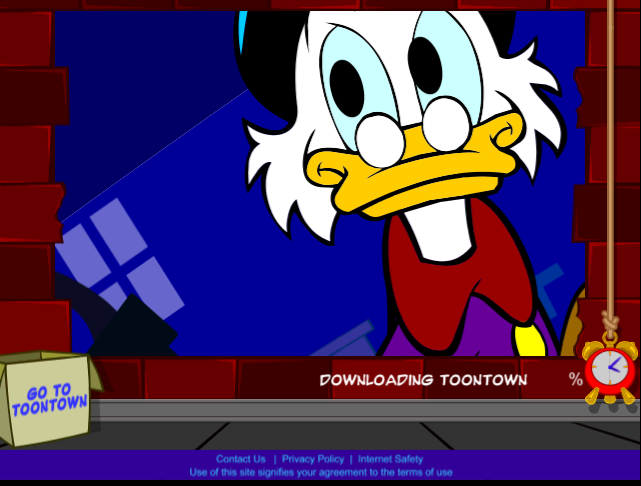 DOWNLOADING TOONTOWN %
GO TO
TOONTOWN
Contact Us | Privacy Policy | Internet Safety
Use of this site signifies your agreement to the terms of use